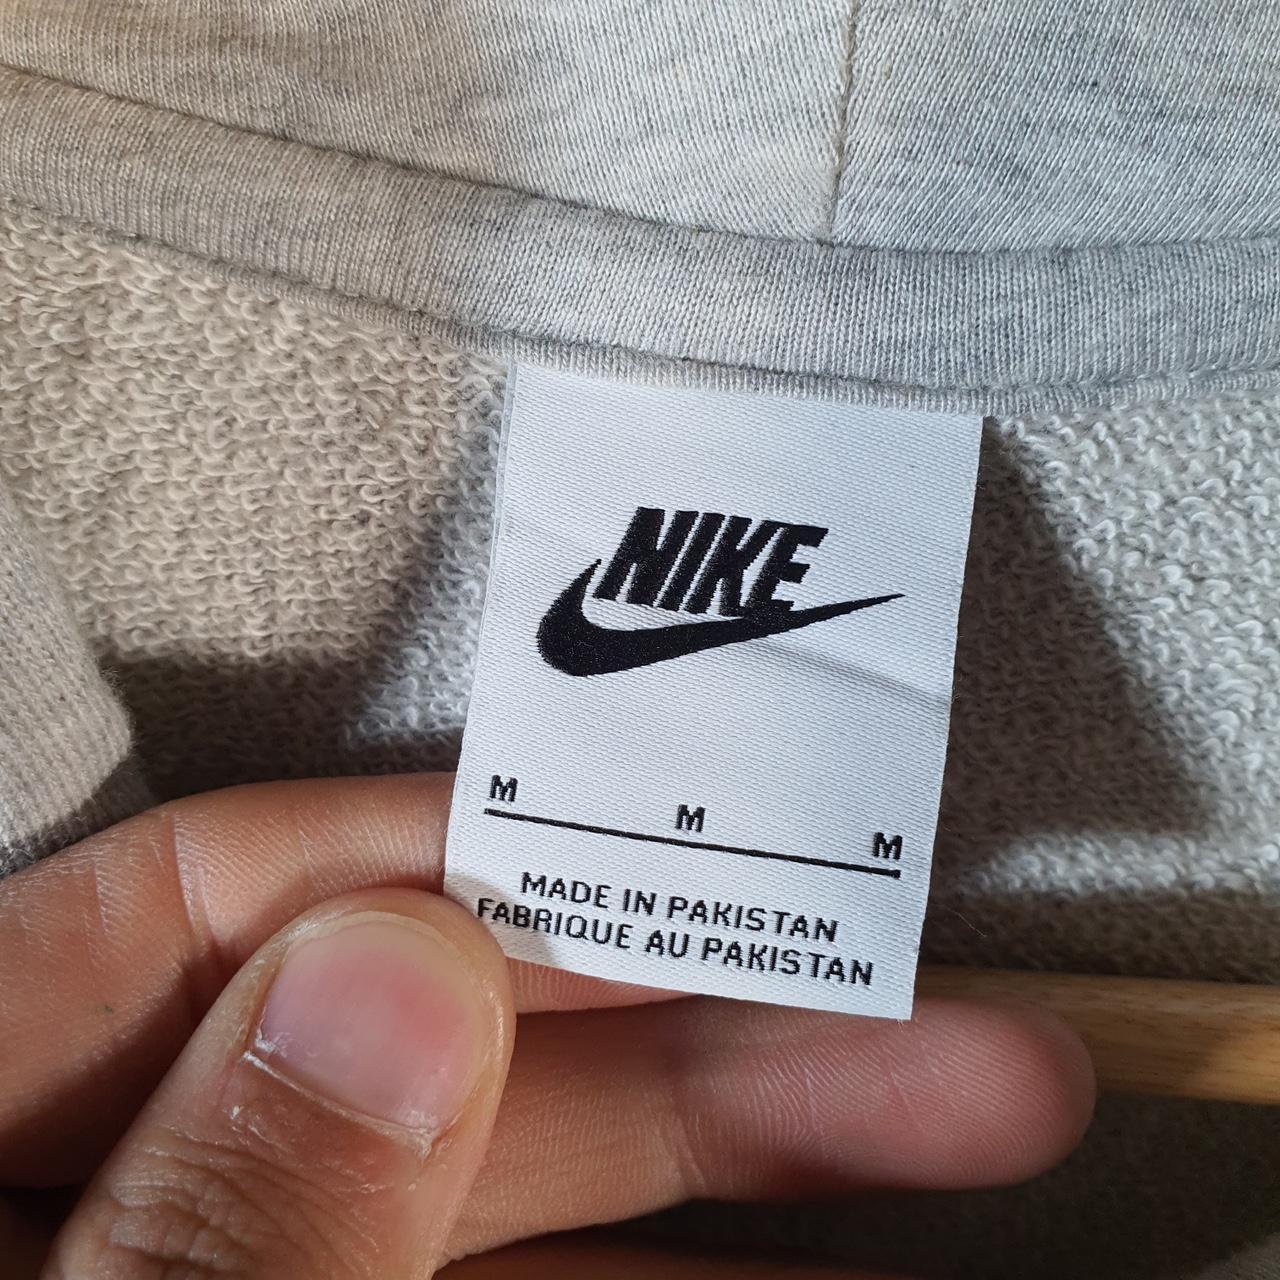 NIKE
M M M
MADE IN PAKISTAN
FABRIQUE AU PAKISTAN